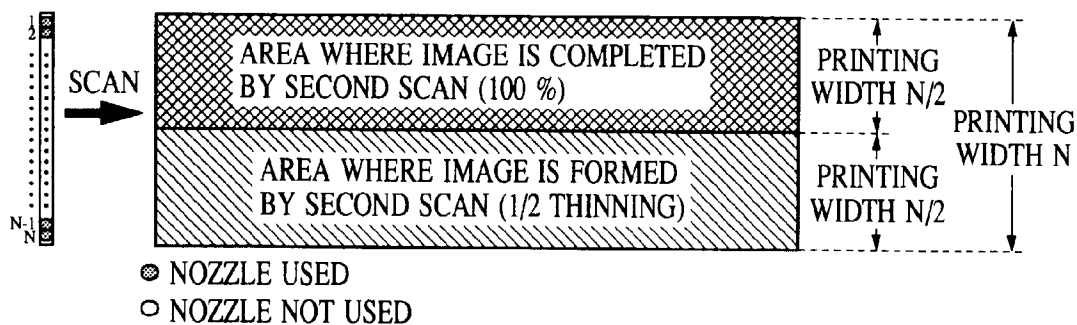 1
2
N-1
N
SCAN
AREA WHERE IMAGE IS COMPLETED
BY SECOND SCAN (100 %)
AREA WHERE IMAGE IS FORMED
BY SECOND SCAN (1/2 THINNING)
PRINTING
WIDTH N/2
PRINTING
WIDTH N/2
PRINTING
WIDTH N
NOZZLE USED
NOZZLE NOT USED